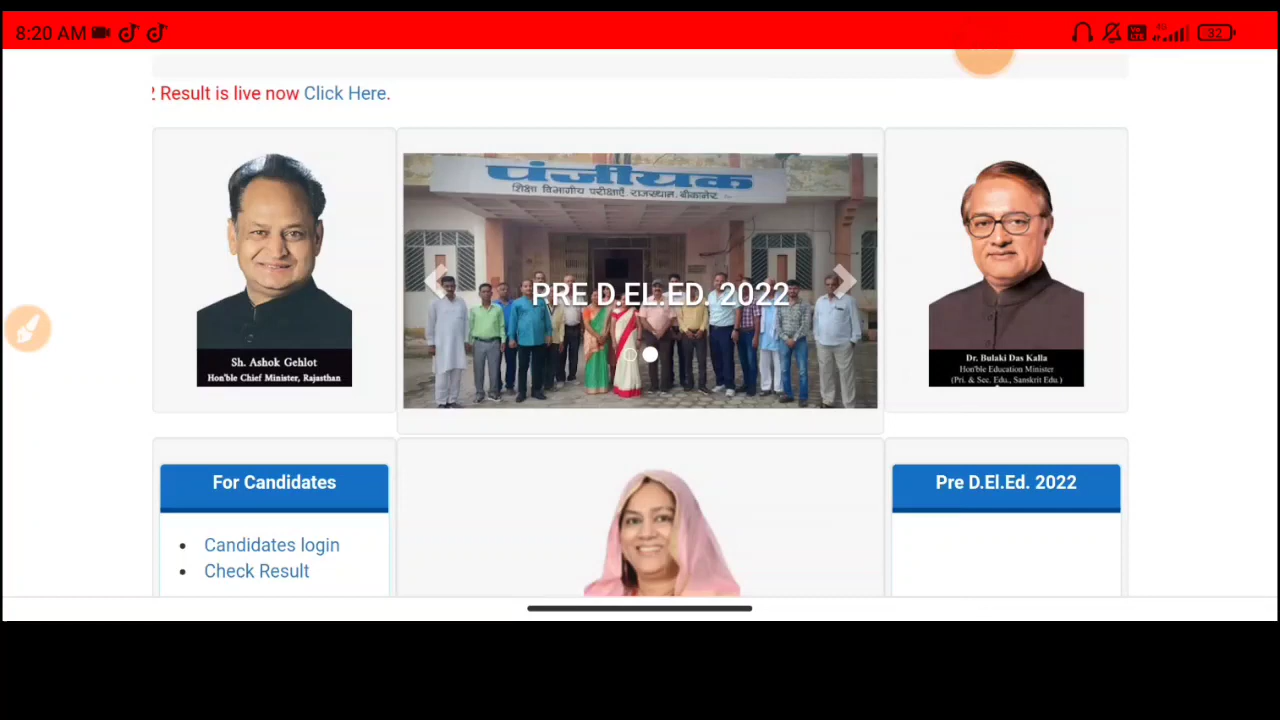 8:20 AM
4G
32
Result is live now Click Here.
पंजीयक
शिक्षा विभागीय परीक्षाएँ, राजस्थान, बीकानेर
PRE D.EL.ED. 2022
Sh. Ashok Gehlot
Hon'ble Chief Minister, Rajasthan
Dr. Bulaki Das Kalla
Hon'ble Education Minister
(Pri. & Sec. Edu., Sanskrit Edu.)
For Candidates
Pre D.El.Ed. 2022
Candidates login
Check Result